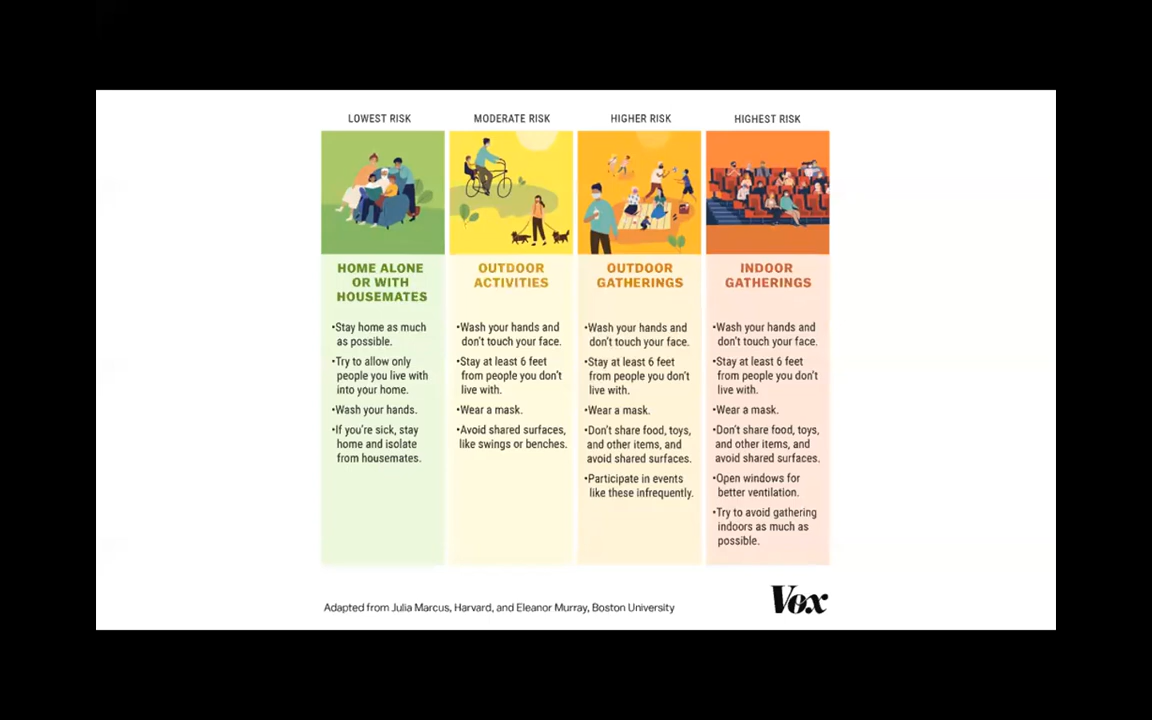 LOWEST RISK
HOME ALONE
OR WITH
HOUSEMATES
•Stay home as much
as possible.
•Try to allow only
people you live with
into your home.
•Wash your hands.
•If you're sick, stay
home and isolate
from housemates.
MODERATE RISK
OUTDOOR
ACTIVITIES
•Wash your hands and
don't touch your face.
•Stay at least 6 feet
from people you don't
live with.
•Wear a mask.
•Avoid shared surfaces,
like swings or benches.
HIGHER RISK
OUTDOOR
GATHERINGS
•Wash your hands and
don't touch your face.
•Stay at least 6 feet
from people you don't
live with.
•Wear a mask.
•Don't share food, toys,
and other items, and
avoid shared surfaces.
•Participate in events
like these infrequently.
HIGHEST RISK
INDOOR
GATHERINGS
•Wash your hands and
don't touch your face.
•Stay at least 6 feet
from people you don't
live with.
•Wear a mask.
•Don't share food, toys,
and other items, and
avoid shared surfaces.
•Open windows for
better ventilation.
•Try to avoid gathering
indoors as much as
possible.
Adapted from Julia Marcus, Harvard, and Eleanor Murray, Boston University
Vox